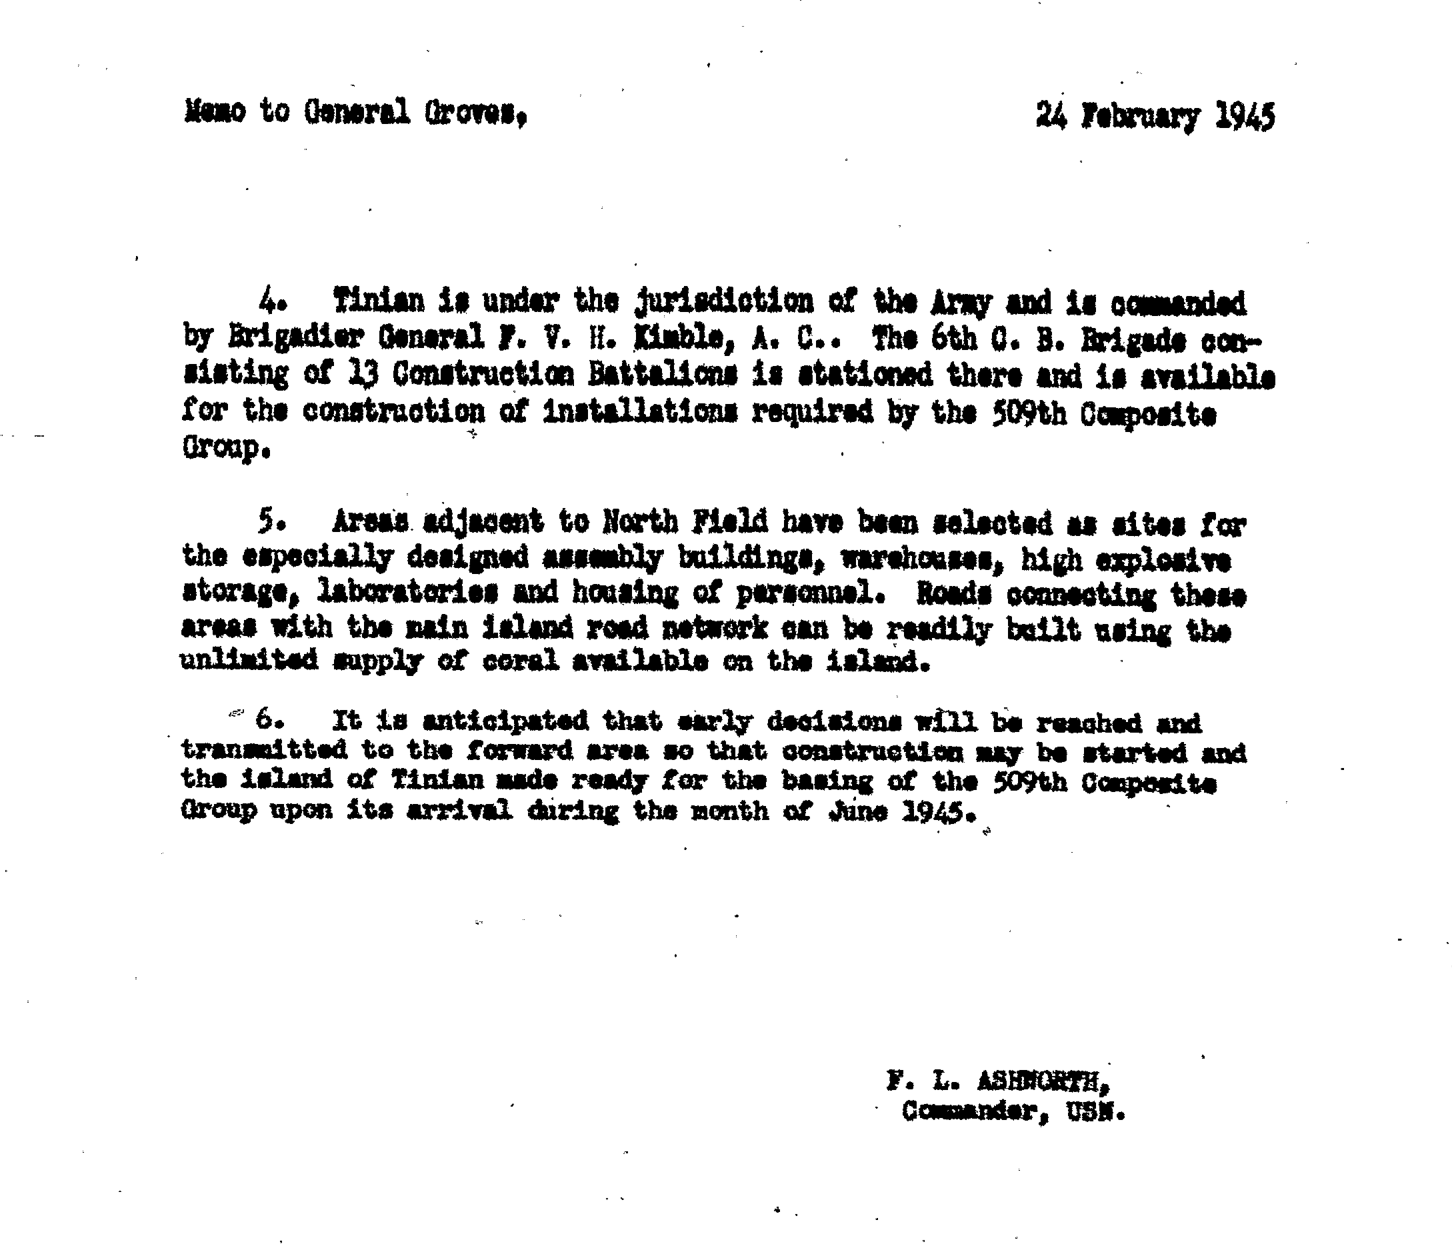 Memo to General Groves,
24 February 1945
4. Tinian is under the jurisdiction of the Army and is commanded
by Brigadier General F. V. H. Kimble, A. C.. The 6th C. B. Brigade con-
sisting of 13 Construction Battalions is stationed there and is available
for the construction of installations required by the 509th Composite
Group.
5. Areas adjacent to North Field have been selected as sites for
the especially designed assembly buildings, warehouses, high explosive
storage, laboratories and housing of personnel. Roads connecting these
areas with the main island road network can be readily built using the
unlimited supply of coral available on the island.
6. It is anticipated that early decisions will be reached and
transmitted to the forward area so that construction may be started and
the island of Tinian made ready for the basing of the 509th Composite
Group upon its arrival during the month of June 1945.
F. L. ASHWORTH,
Commander, USN.